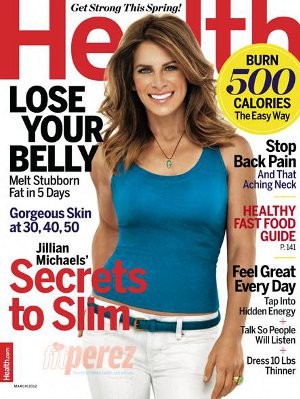 Get Strong This Spring!
Health
BURN
500
CALORIES
The Easy Way
LOSE
YOUR
BELLY
Melt Stubborn
Fat in 5 Days
Gorgeous Skin
at 30, 40, 50
Jillian
Michaels'
Secrets
to Slim
Stop
Back Pain
And That
Aching Neck
HEALTHY
FAST FOOD
GUIDE
P. 141
Feel Great
Every Day
Tap Into
Hidden Energy
+
Talk So People
Will Listen
+
Dress 10 Lbs
Thinner
fitperez
Health.com
MARCH 2012